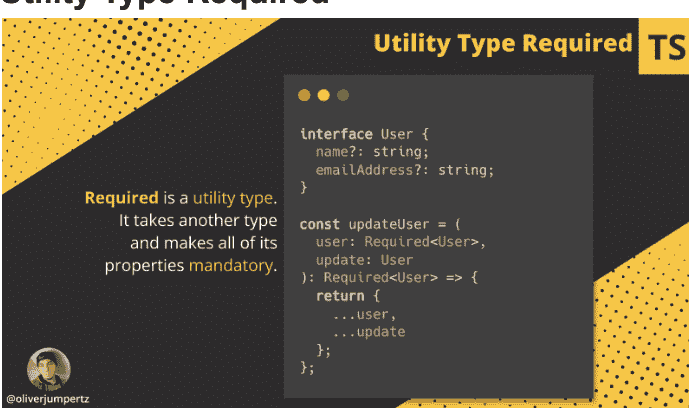 Utility Type Required
Utility Type Required
TS
Required is a utility type.
It takes another type
and makes all of its
properties mandatory.
interface User {
  name?: string;
  emailAddress?: string;
}
const updateUser = (
  user: Required<User>,
  update: User
): Required<User> => {
  return {
    ...user,
    ...update
  };
};
@oliverjumpertz